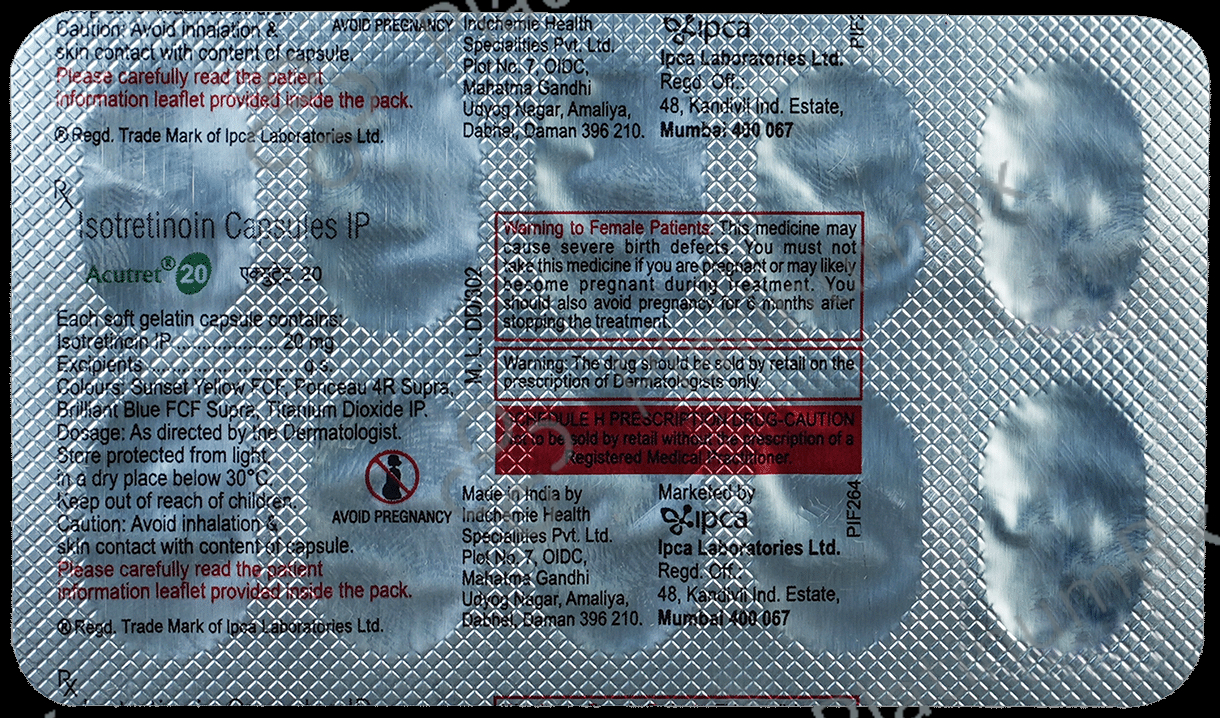 Caution: Avoid inhalation &
skin contact with content of capsule.
Please carefully read the patient
information leaflet provided inside the pack.
® Regd. Trade Mark of Ipca Laboratories Ltd.
AVOID PREGNANCY
Indchemie Health
Specialities Pvt. Ltd.
Plot No. 7, OIDC,
Mahatma Gandhi
Udyog Nagar, Amaliya,
Dabhel, Daman 396 210.
ipca
Ipca Laboratories Ltd.
Regd. Off.:
48, Kandivli Ind. Estate,
Mumbai 400 067
Rx
Isotretinoin Capsules IP
Acutret® 20
एक्यूट्रेट 20
Each soft gelatin capsule contains:
Isotretinoin IP .................... 20 mg
Excipients ............................ q.s.
Colours: Sunset Yellow FCF, Ponceau 4R Supra,
Brilliant Blue FCF Supra, Titanium Dioxide IP.
Dosage: As directed by the Dermatologist.
Store protected from light,
in a dry place below 30°C.
Keep out of reach of children.
Caution: Avoid inhalation &
skin contact with content of capsule.
Please carefully read the patient
information leaflet provided inside the pack.
® Regd. Trade Mark of Ipca Laboratories Ltd.
AVOID PREGNANCY
M. L.: DD/302
Warning to Female Patients: This medicine may
cause severe birth defects. You must not
take this medicine if you are pregnant or may likely
become pregnant during treatment. You
should also avoid pregnancy for 6 months after
stopping the treatment.
Warning: The drug should be sold by retail on the
prescription of Dermatologists only.
SCHEDULE H PRESCRIPTION DRUG-CAUTION
Not to be sold by retail without the prescription of a
Registered Medical Practitioner.
Made in India by
Indchemie Health
Specialities Pvt. Ltd.
Plot No. 7, OIDC,
Mahatma Gandhi
Udyog Nagar, Amaliya,
Dabhel, Daman 396 210.
Marketed by
ipca
Ipca Laboratories Ltd.
Regd. Off.:
48, Kandivli Ind. Estate,
Mumbai 400 067
PIF264
Rx